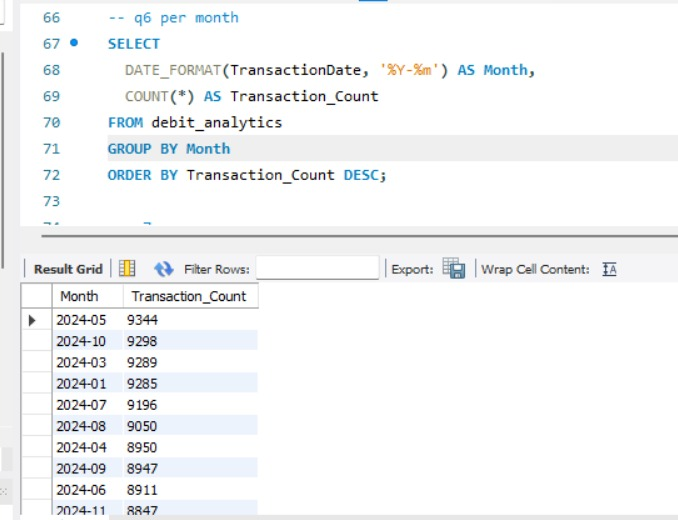 66 -- q6 per month
67 SELECT
68 DATE_FORMAT(TransactionDate, '%Y-%m') AS Month,
69 COUNT(*) AS Transaction_Count
70 FROM debit_analytics
71 GROUP BY Month
72 ORDER BY Transaction_Count DESC;
73
Result Grid Filter Rows: Export: Wrap Cell Content: IA
Month Transaction_Count
2024-05 9344
2024-10 9298
2024-03 9289
2024-01 9285
2024-07 9196
2024-08 9050
2024-04 8950
2024-09 8947
2024-06 8911
2024-11 8847